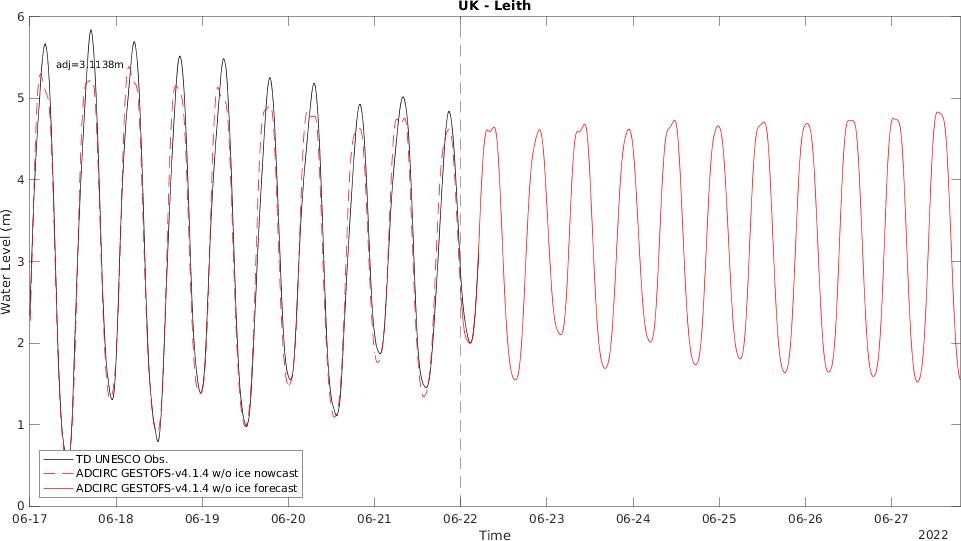 UK - Leith
6
5
4
3
2
1
0
Water Level (m)
adj=3.1138m
TD UNESCO Obs.
ADCIRC GESTOFS-v4.1.4 w/o ice nowcast
ADCIRC GESTOFS-v4.1.4 w/o ice forecast
06-17 06-18 06-19 06-20 06-21 06-22 06-23 06-24 06-25 06-26 06-27
Time
2022